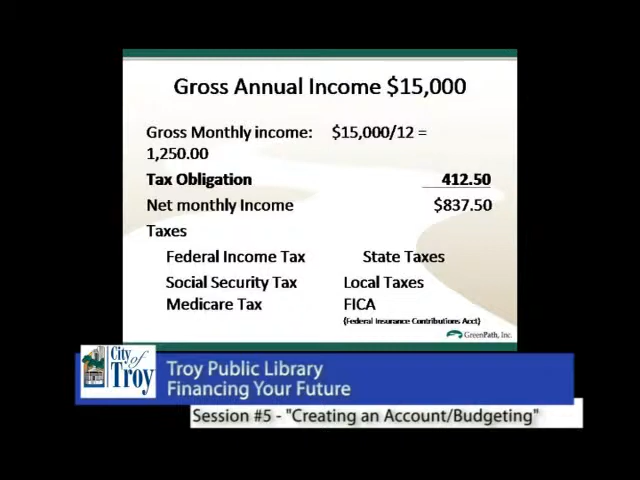 Gross Annual Income $15,000
Gross Monthly income: $15,000/12 =
1,250.00
Tax Obligation 412.50
Net monthly Income $837.50
Taxes
Federal Income Tax State Taxes
Social Security Tax Local Taxes
Medicare Tax FICA
(Federal Insurance Contributions Act)
GreenPath, Inc.
City of Troy
Troy Public Library
Financing Your Future
Session #5 - "Creating an Account/Budgeting"